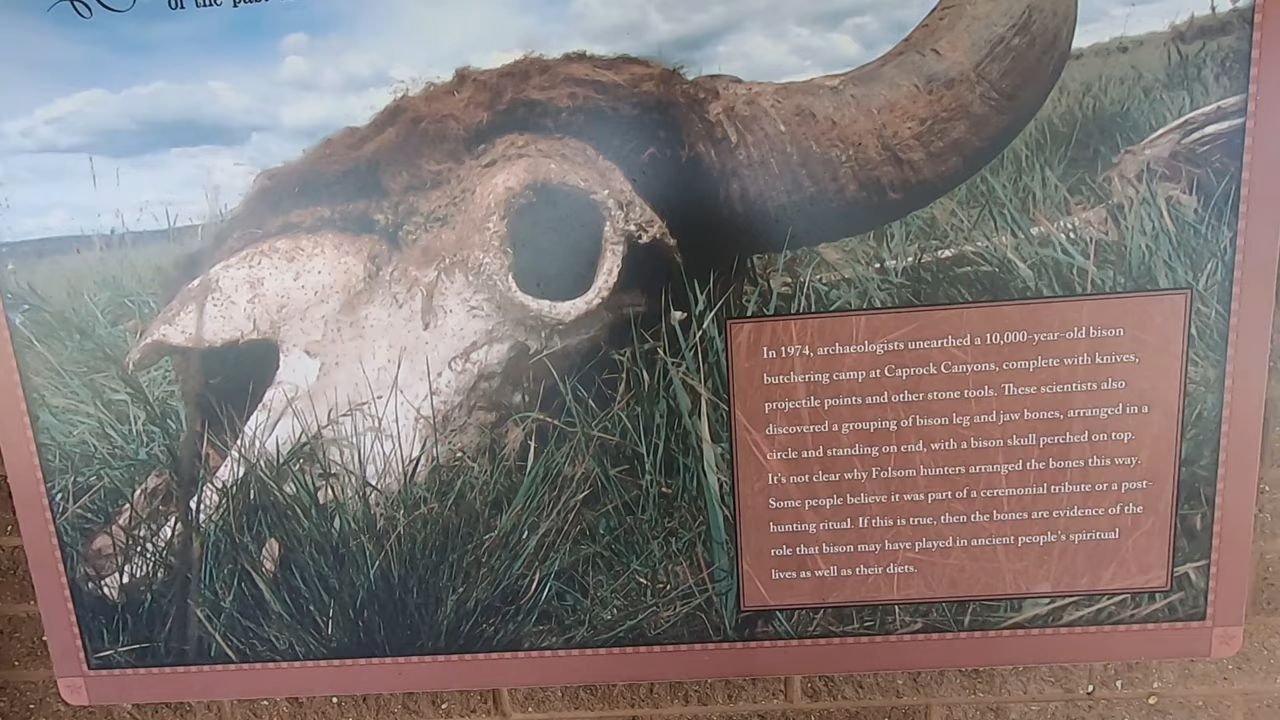 of the past
In 1974, archaeologists unearthed a 10,000-year-old bison
butchering camp at Caprock Canyons, complete with knives,
projectile points and other stone tools. These scientists also
discovered a grouping of bison leg and jaw bones, arranged in a
circle and standing on end, with a bison skull perched on top.
It's not clear why Folsom hunters arranged the bones this way.
Some people believe it was part of a ceremonial tribute or a post-
hunting ritual. If this is true, then the bones are evidence of the
role that bison may have played in ancient people's spiritual
lives as well as their diets.